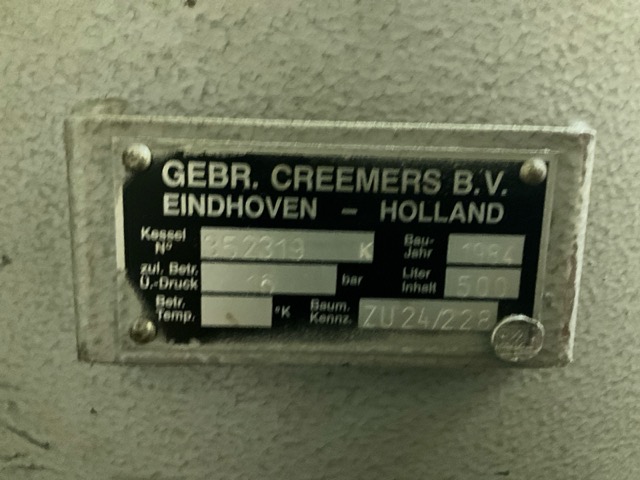 GEBR. CREEMERS B.V.
EINDHOVEN – HOLLAND
Kessel Nº 352319 K Bau-Jahr 1984
zul. Betr. Ü.-Druck bar Liter Inhalt 500
Betr. Temp. °K Baum. Kennz. ZU 24/228